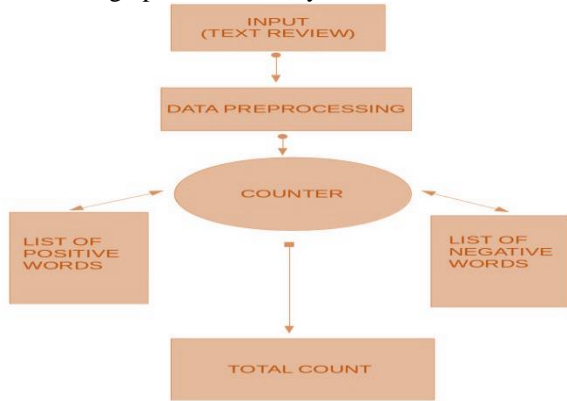 INPUT
(TEXT REVIEW)
DATA PREPROCESSING
COUNTER
LIST OF
POSITIVE
WORDS
LIST OF
NEGATIVE
WORDS
TOTAL COUNT